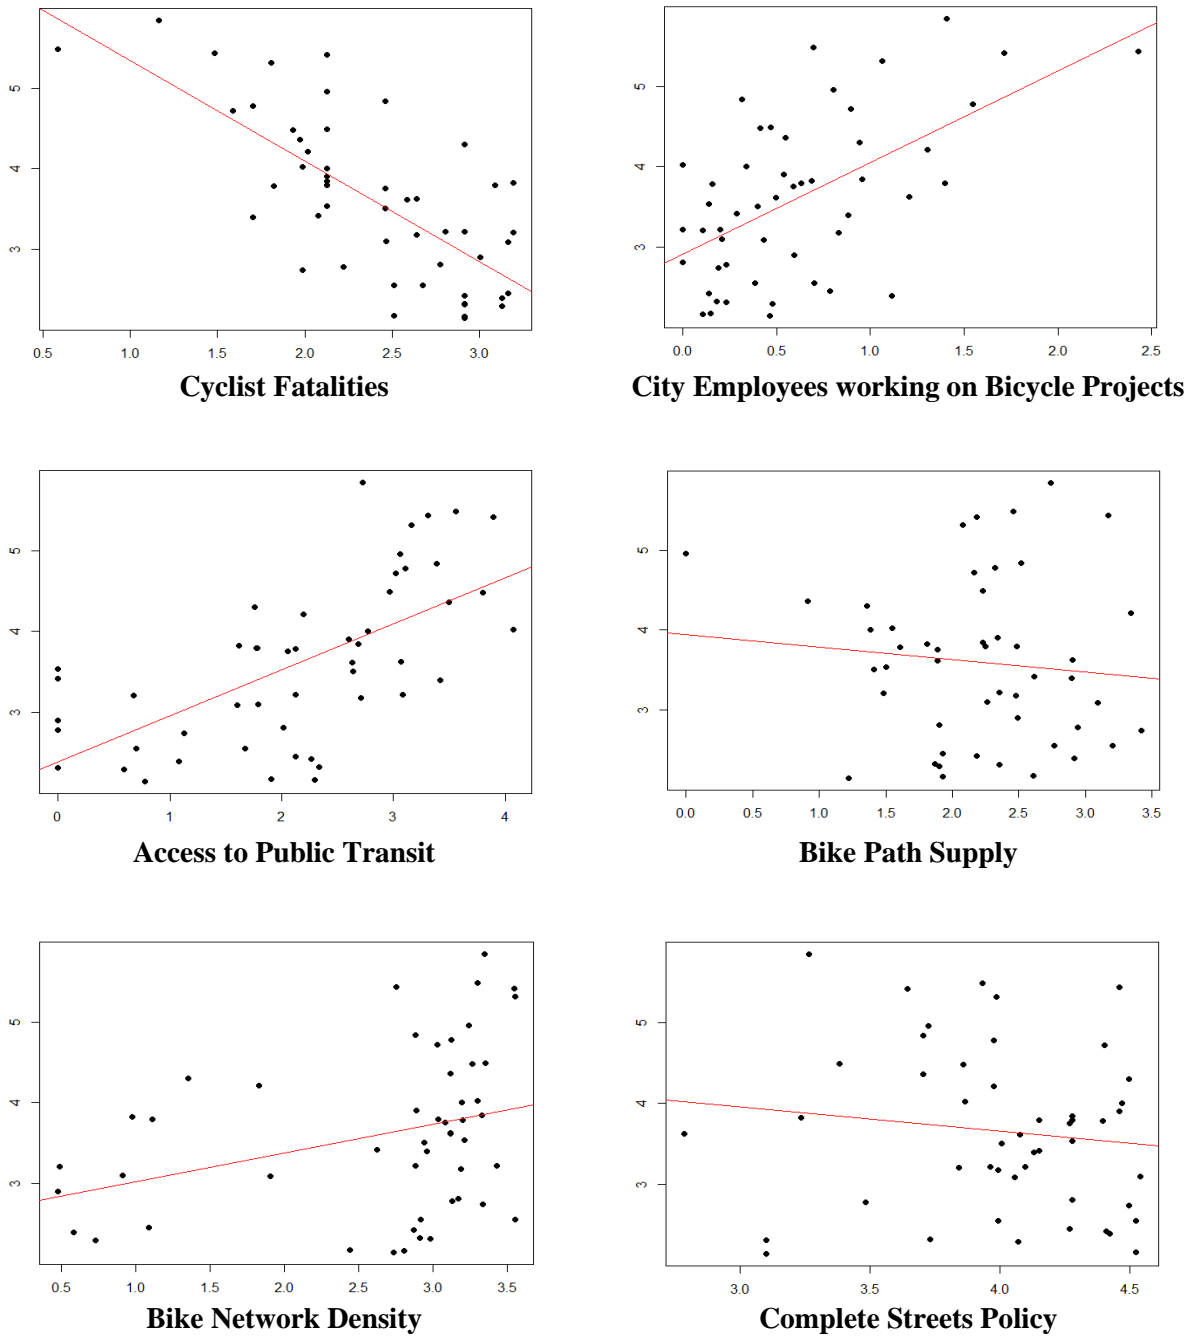 5
4
3
0.5 1.0 1.5 2.0 2.5 3.0
Cyclist Fatalities
5
4
3
0.0 0.5 1.0 1.5 2.0 2.5
City Employees working on Bicycle Projects
5
4
3
0 1 2 3 4
Access to Public Transit
5
4
3
0.0 0.5 1.0 1.5 2.0 2.5 3.0 3.5
Bike Path Supply
5
4
3
0.5 1.0 1.5 2.0 2.5 3.0 3.5
Bike Network Density
5
4
3
3.0 3.5 4.0 4.5
Complete Streets Policy